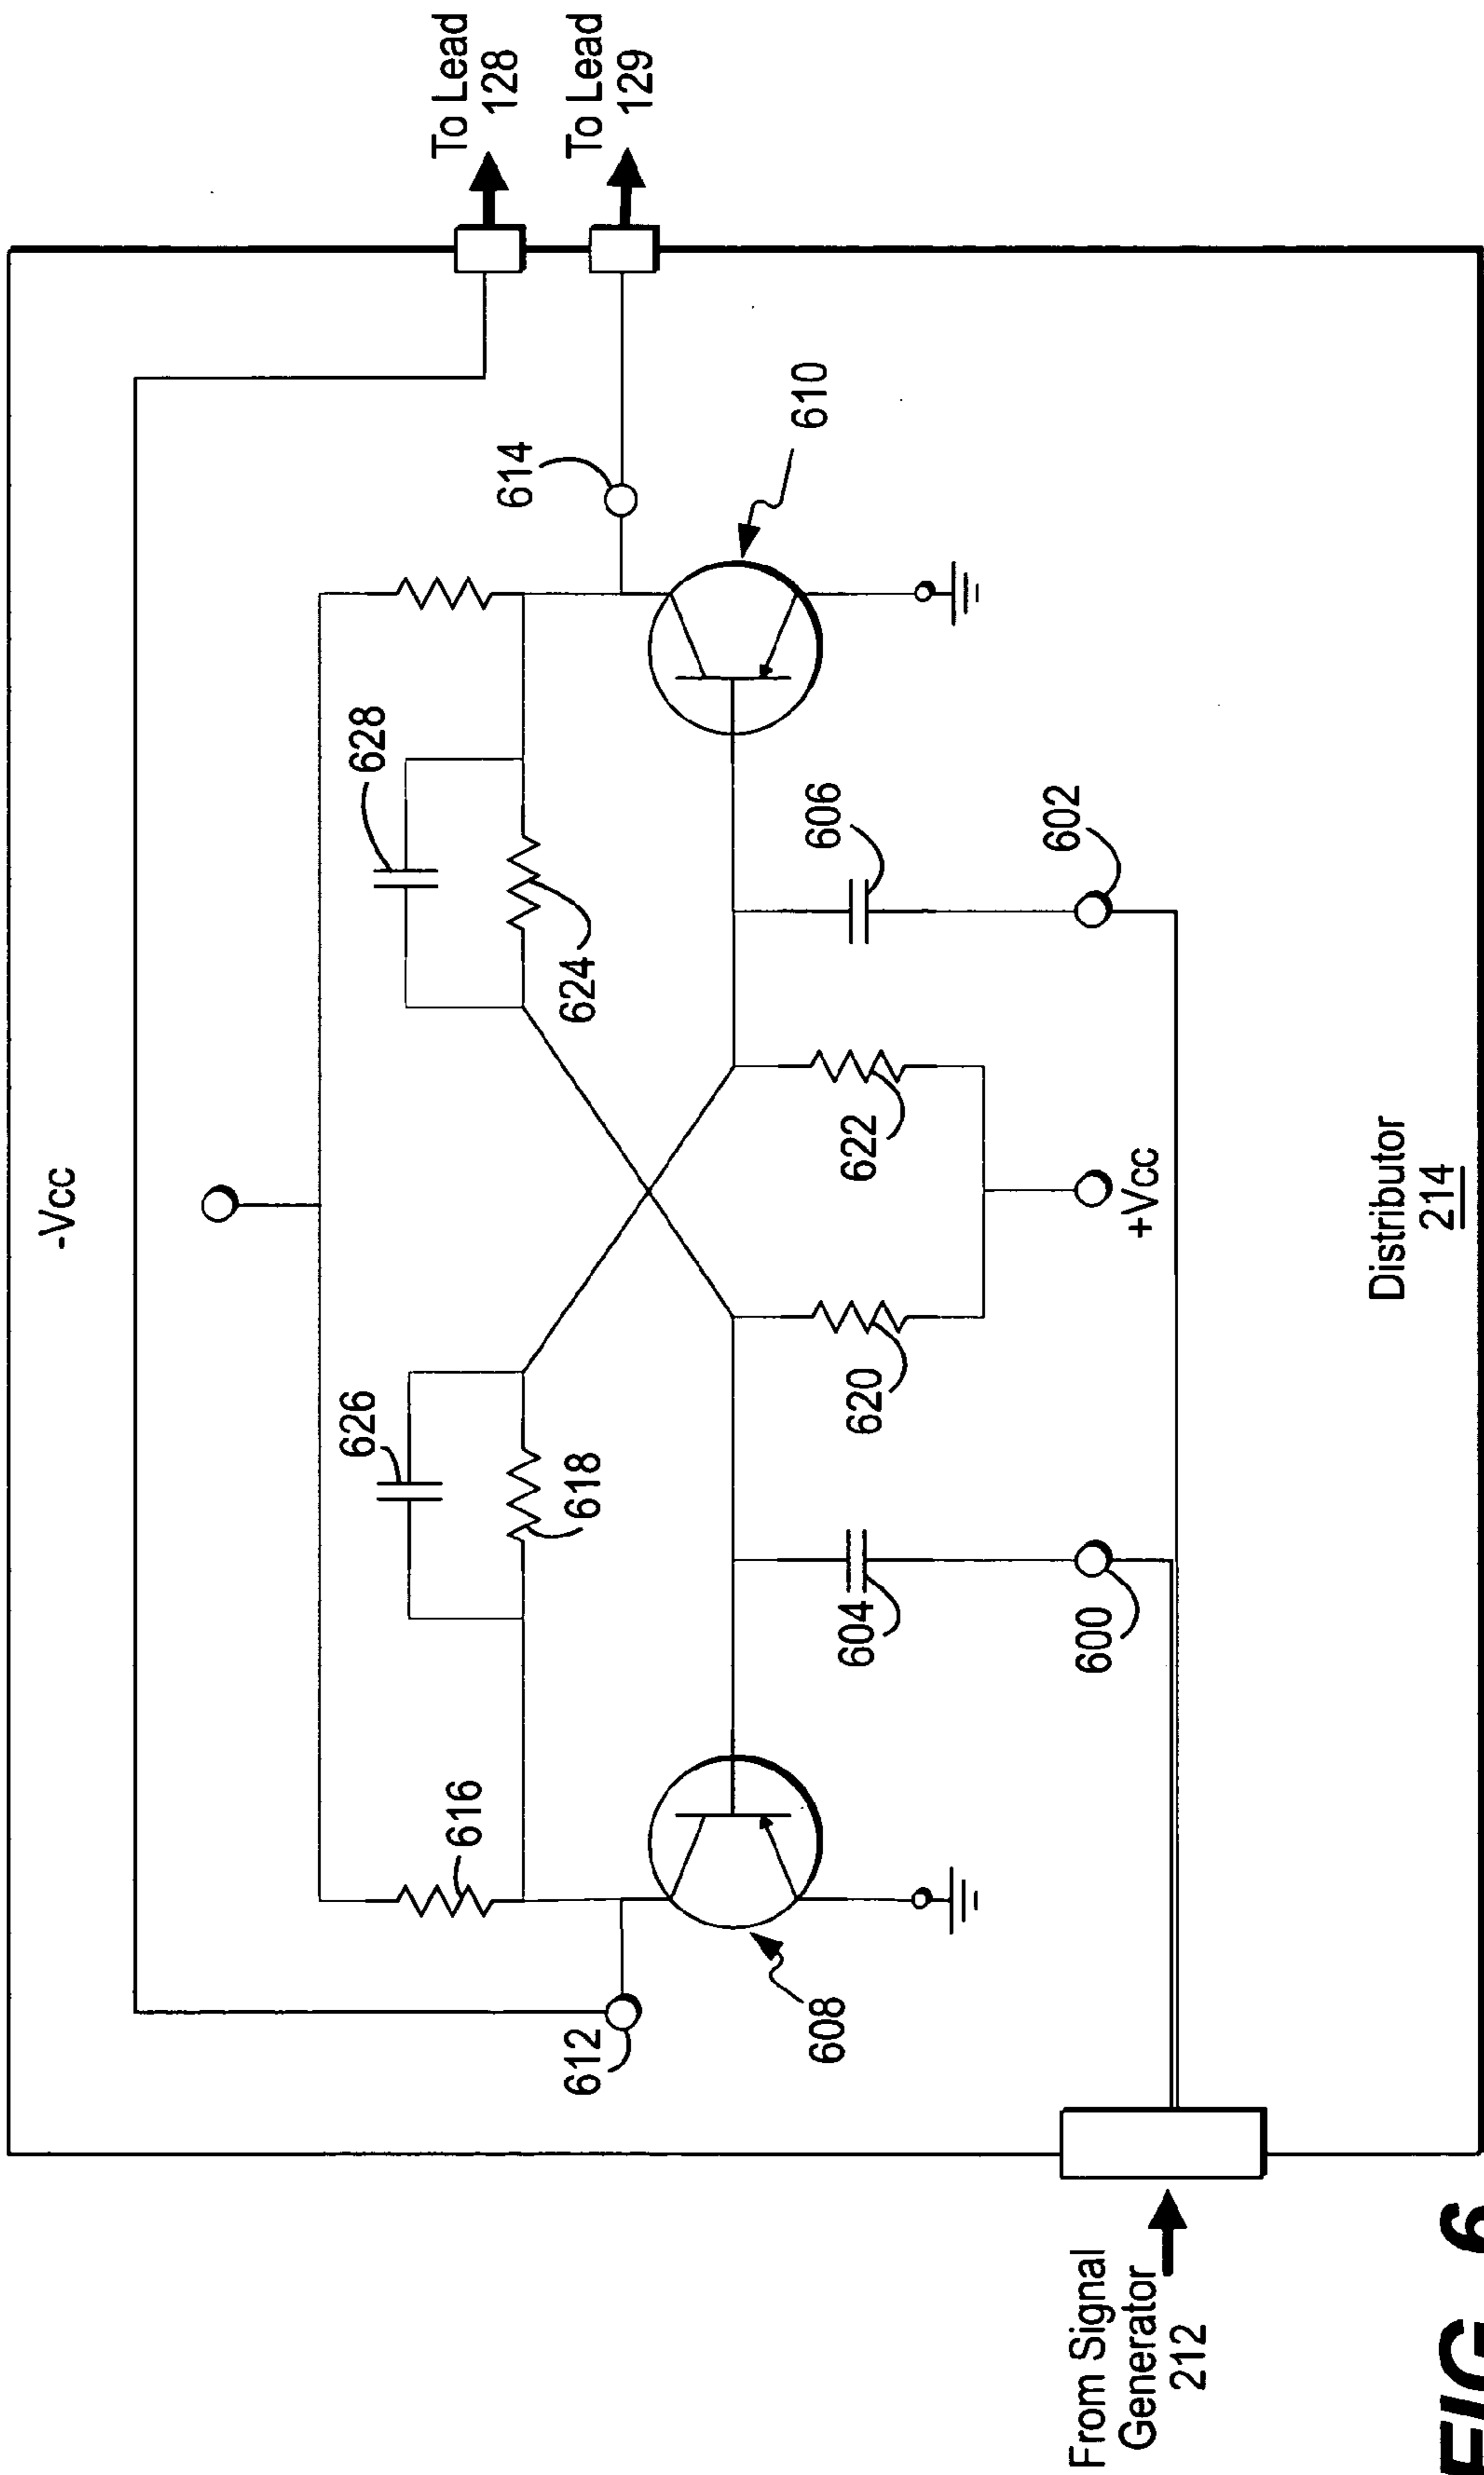 -Vcc
To Lead
128
To Lead
129
626
628
616
618
624
614
612
610
608
604
620
622
606
600
602
+Vcc
From Signal
Generator
212
Distributor
214
FIG 6